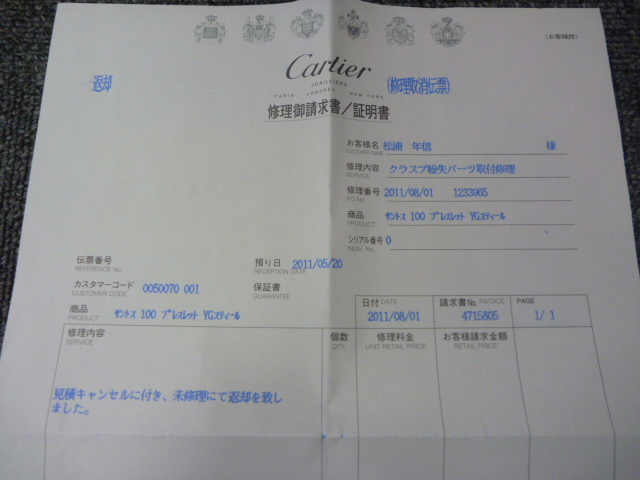 (お客様控)
Cartier
JOAILLIERS
PARIS LONDRES NEW YORK
返却
(修理取消伝票)
修理御請求書/証明書
お客様名 松浦 年信 様
CUSTOMER NAME
修理内容 クラスプ紛失パーツ取付修理
SERVICE
修理番号 2011/08/01 1233965
RO No.
商品 サントス 100 ブレスレット YGスティール
PRODUCT
シリアル番号 0
INDIV. No.
伝票番号
REFERENCE No.
預り日 2011/05/20
RECEPTION DATE
カスタマーコード 0050070 001
CUSTOMER CODE
保証書
GUARANTEE
商品 サントス 100 ブレスレット YGスティール
PRODUCT
日付 DATE 請求書No. INVOICE PAGE
2011/08/01 4715805 1/ 1
修理内容 個数 修理料金 お客様請求金額
SERVICE QTY. UNIT RETAIL PRICE RETAIL PRICE
見積キャンセルに付き、未修理にて返却を致し
ました。